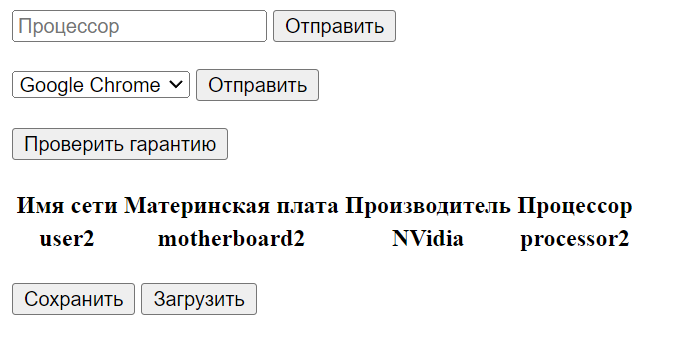 Процессор Отправить
Google Chrome Отправить
Проверить гарантию
Имя сети Материнская плата Производитель Процессор
user2 motherboard2 NVidia processor2
Сохранить Загрузить